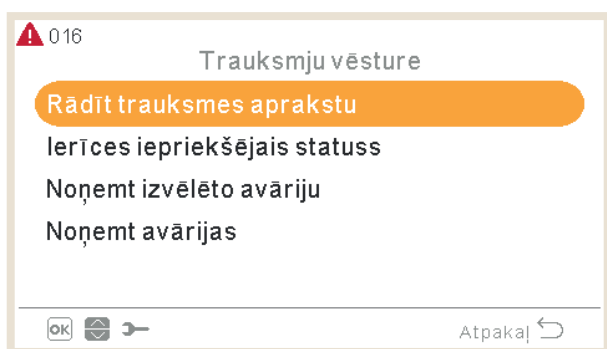 016
Trauksmju vēsture
Rādīt trauksmes aprakstu
Ierīces iepriekšējais statuss
Noņemt izvēlēto avāriju
Noņemt avārijas
OK
Atpakaļ